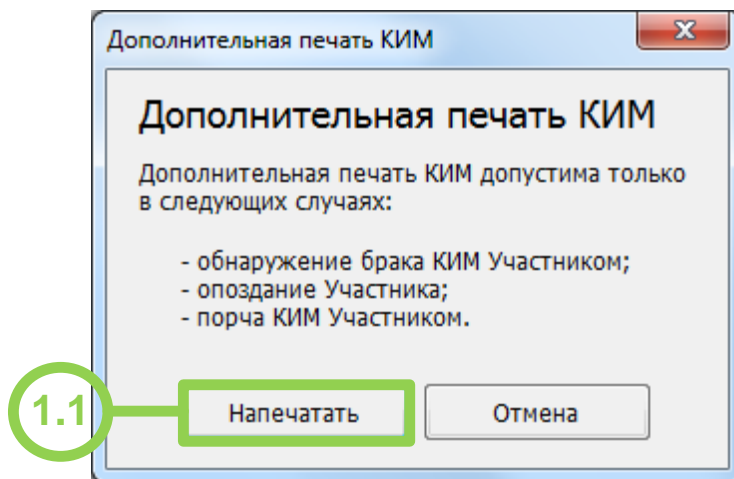 Дополнительная печать КИМ
Дополнительная печать КИМ
Дополнительная печать КИМ допустима только
в следующих случаях:
- обнаружение брака КИМ Участником;
- опоздание Участника;
- порча КИМ Участником.
1.1
Напечатать
Отмена